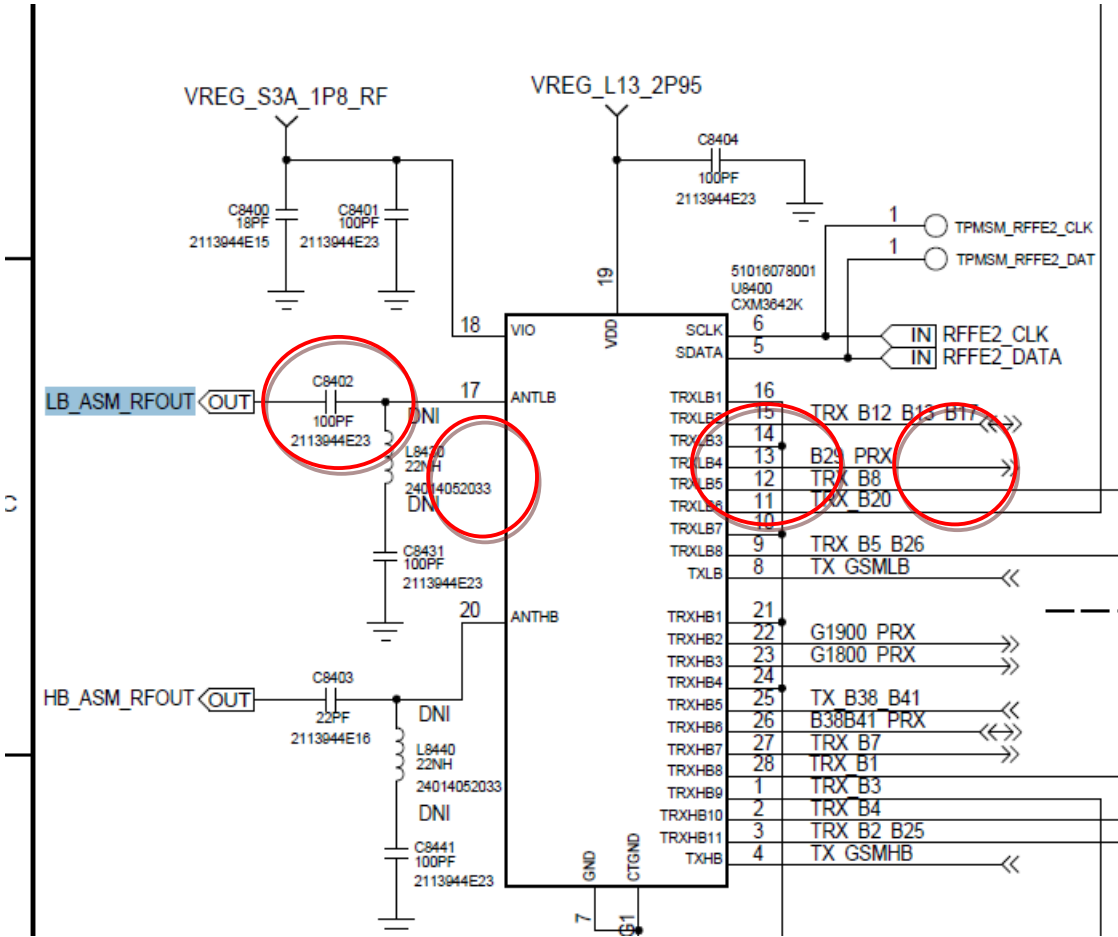 VREG_S3A_1P8_RF
VREG_L13_2P95
C8404
100PF
2113944E23
C8400
18PF
2113944E15
C8401
100PF
2113944E23
1
TPMSM_RFFE2_CLK
1
TPMSM_RFFE2_DAT
19
51016078001
U8400
CXM3642K
18
VIO
VDD
SCLK
6
IN
RFFE2_CLK
SDATA
5
IN
RFFE2_DATA
LB_ASM_RFOUT
OUT
C8402
100PF
2113944E23
17
ANTLB
DNI
L8430
22NH
24014052033
DNI
C8431
100PF
2113944E23
TRXLB1
16
TRXLB2
15
TRX_B12_B13_B17
TRXLB3
14
TRXLB4
13
B29_PRX
TRXLB5
12
TRX_B8
TRXLB6
11
TRX_B20
TRXLB7
10
TRXLB8
9
TRX_B5_B26
TXLB
8
TX_GSMLB
C
20
ANTHB
TRXHB1
21
TRXHB2
22
G1900_PRX
TRXHB3
23
G1800_PRX
TRXHB4
24
TRXHB5
25
TX_B38_B41
TRXHB6
26
B38B41_PRX
TRXHB7
27
TRX_B7
TRXHB8
28
TRX_B1
TRXHB9
1
TRX_B3
TRXHB10
2
TRX_B4
TRXHB11
3
TRX_B2_B25
TXHB
4
TX_GSMHB
HB_ASM_RFOUT
OUT
C8403
22PF
2113944E16
DNI
L8440
22NH
24014052033
DNI
C8441
100PF
2113944E23
GND
CTGND
7
G1